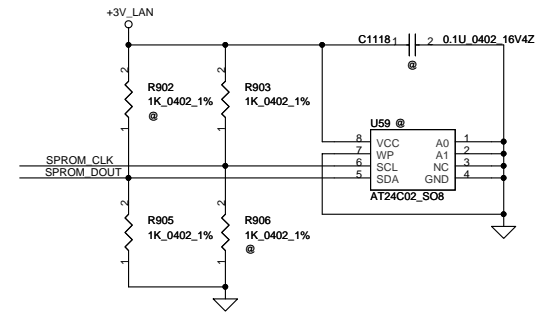 +3V_LAN
C1118 1 2 0.1U_0402_16V4Z
@
2 2
R902 R903
1K_0402_1% 1K_0402_1%
@
1 1
U59 @
8 VCC A0 1
7 WP A1 2
6 SCL NC 3
5 SDA GND 4
AT24C02_SO8
SPROM_CLK
SPROM_DOUT
2 2
R905 R906
1K_0402_1% 1K_0402_1%
@
1 1